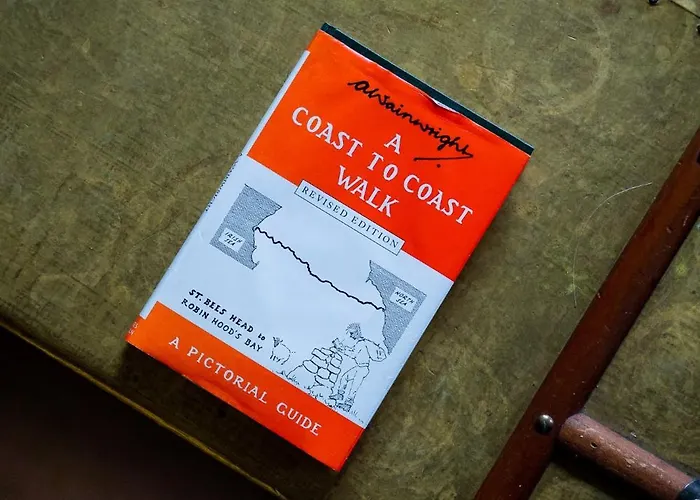 awainwright
A
COAST TO COAST
WALK
REVISED EDITION
IRISH
SEA
NORTH
SEA
ST. BEES HEAD to
ROBIN HOOD'S BAY
A PICTORIAL GUIDE